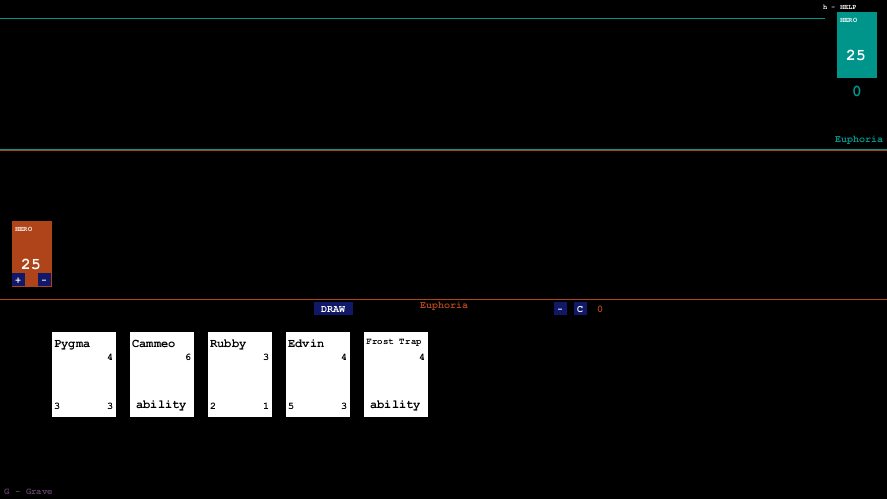 h - HELP
HERO
25
0
Euphoria
HERO
25
+ -
DRAW Euphoria - C 0
Pygma
4
3 3
Cammeo
6
ability
Rubby
3
2 1
Edvin
4
5 3
Frost Trap
4
ability
G - Grave